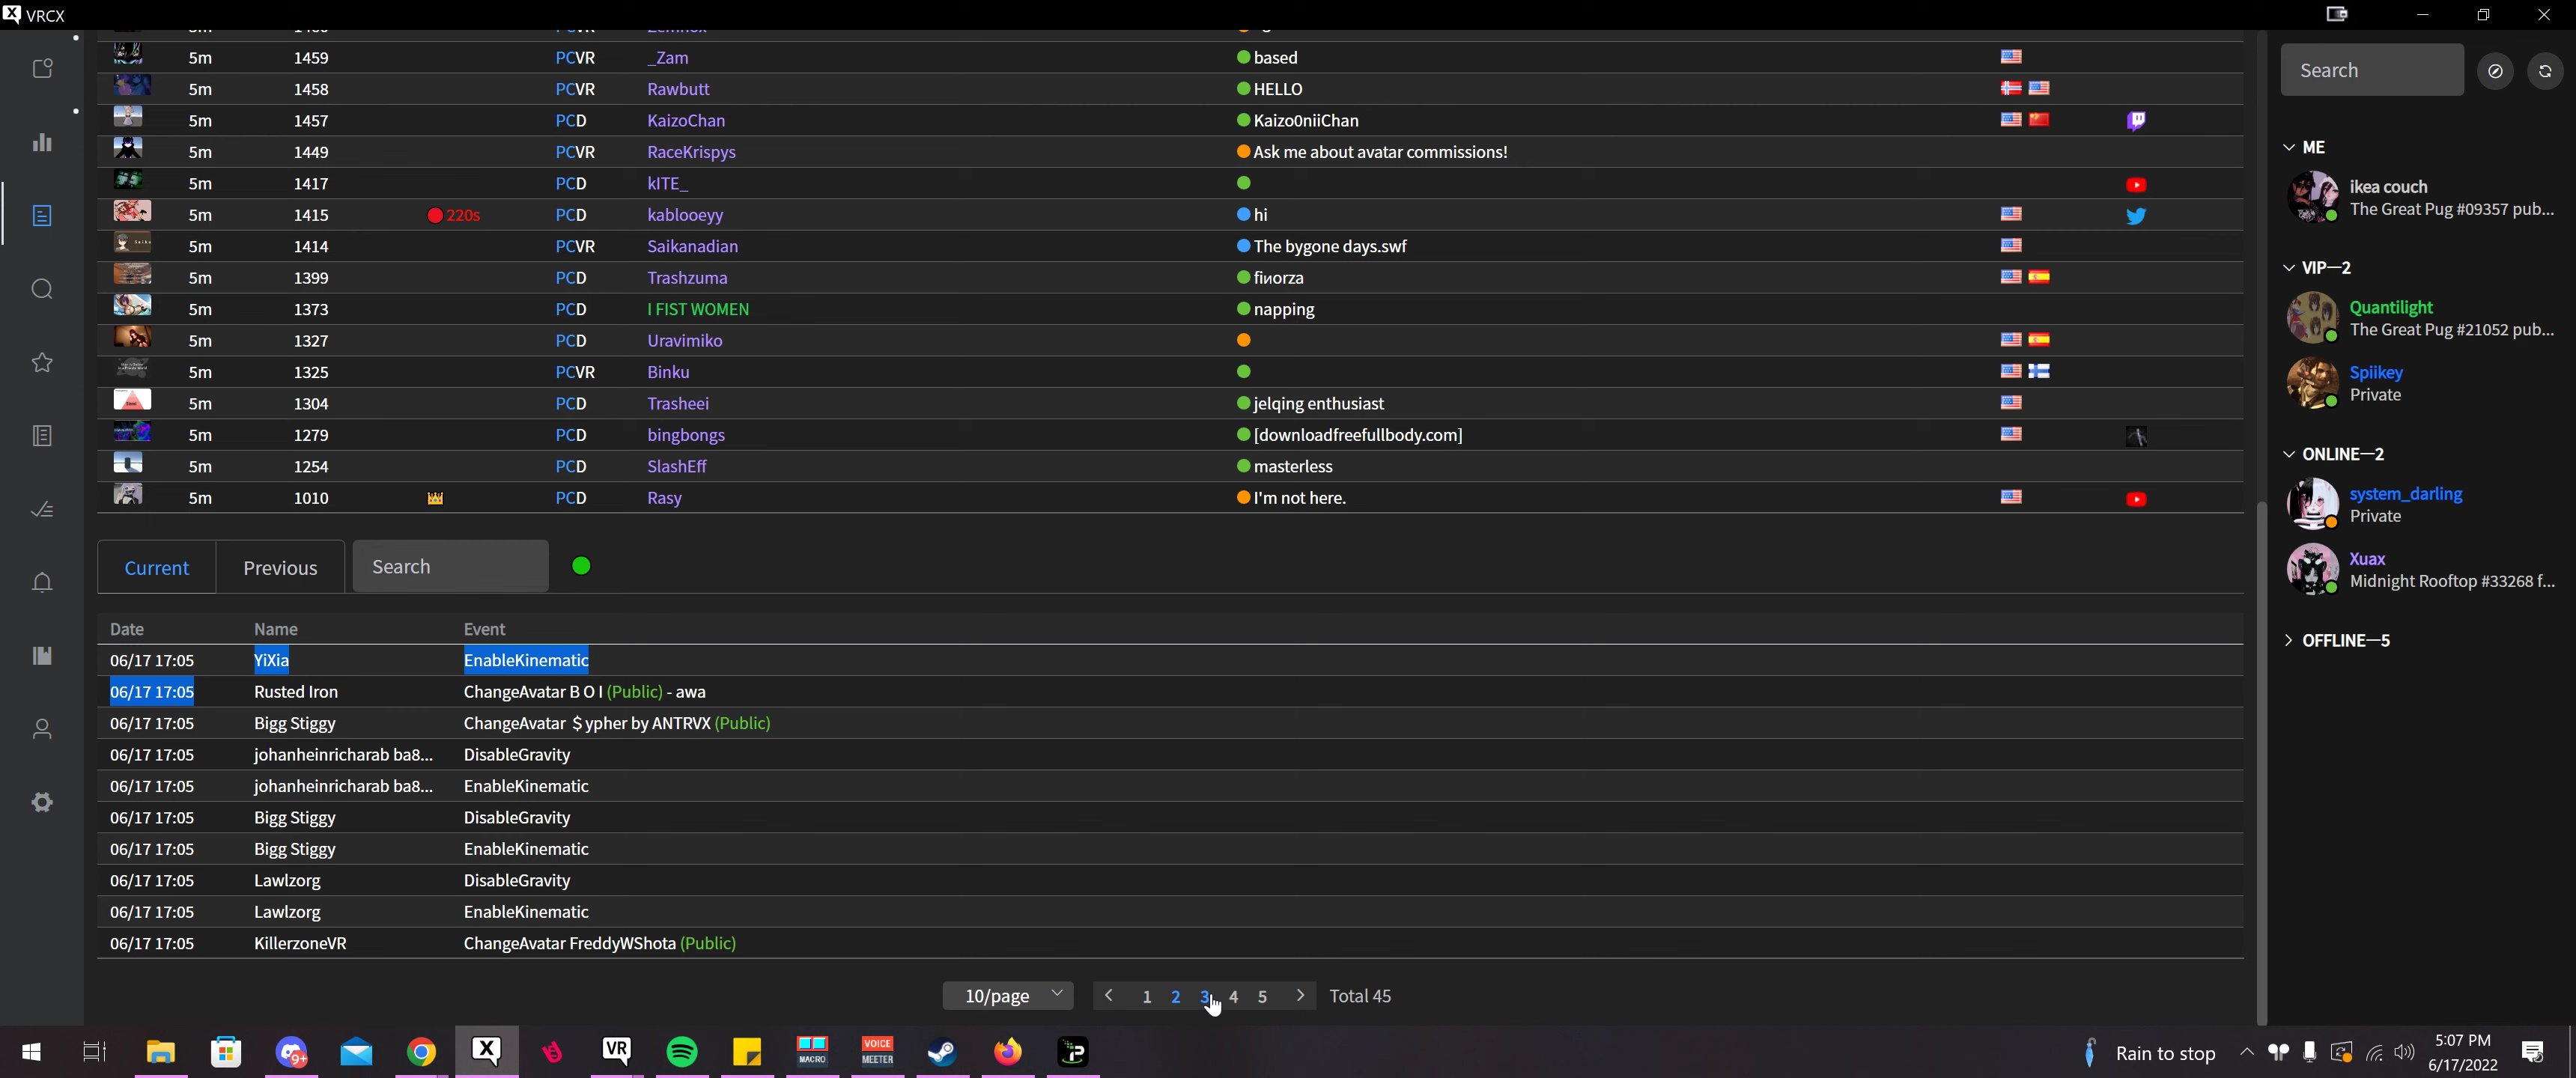 VRCX
5m 1459 PCVR _Zam based
5m 1458 PCVR Rawbutt HELLO
5m 1457 PCD KaizoChan Kaizo0niiChan
5m 1449 PCVR RaceKrispys Ask me about avatar commissions!
5m 1417 PCD kITE_
5m 1415 220s PCD kablooeyy hi
5m 1414 PCVR Saikanadian The bygone days.swf
5m 1399 PCD Trashzuma fiиorza
5m 1373 PCD I FIST WOMEN napping
5m 1327 PCD Uravimiko
5m 1325 PCVR Binku
5m 1304 PCD Trasheei jelqing enthusiast
5m 1279 PCD bingbongs [downloadfreefullbody.com]
5m 1254 PCD SlashEff masterless
5m 1010 PCD Rasy I'm not here.
Current Previous Search
Date Name Event
06/17 17:05 YiXia EnableKinematic
06/17 17:05 Rusted Iron ChangeAvatar B O I (Public) - awa
06/17 17:05 Bigg Stiggy ChangeAvatar $ ypher by ANTRVX (Public)
06/17 17:05 johanheinricharab ba8... DisableGravity
06/17 17:05 johanheinricharab ba8... EnableKinematic
06/17 17:05 Bigg Stiggy DisableGravity
06/17 17:05 Bigg Stiggy EnableKinematic
06/17 17:05 Lawlzorg DisableGravity
06/17 17:05 Lawlzorg EnableKinematic
06/17 17:05 KillerzoneVR ChangeAvatar FreddyWShota (Public)
10/page 1 2 3 4 5 Total 45
Search
ME
ikea couch
The Great Pug #09357 pub...
VIP—2
Quantilight
The Great Pug #21052 pub...
Spiikey
Private
ONLINE—2
system_darling
Private
Xuax
Midnight Rooftop #33268 f...
OFFLINE—5
9+
VR
MACRO
VOICE
MEETER
Rain to stop
5:07 PM
6/17/2022